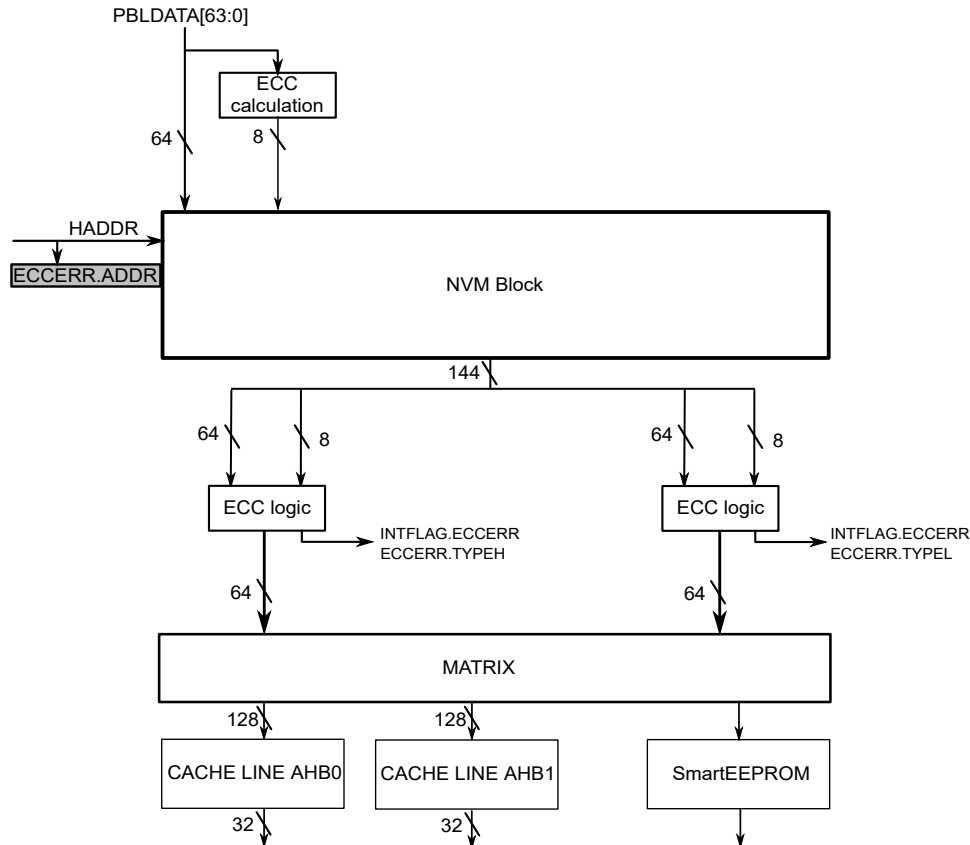 PBLDATA[63:0]
ECC
calculation
64
8
HADDR
ECCERR.ADDR
NVM Block
144
64
8
64
8
ECC logic
ECC logic
INTFLAG.ECCERR
ECCERR.TYPEH
INTFLAG.ECCERR
ECCERR.TYPEL
64
64
MATRIX
128
128
CACHE LINE AHB0
CACHE LINE AHB1
SmartEEPROM
32
32